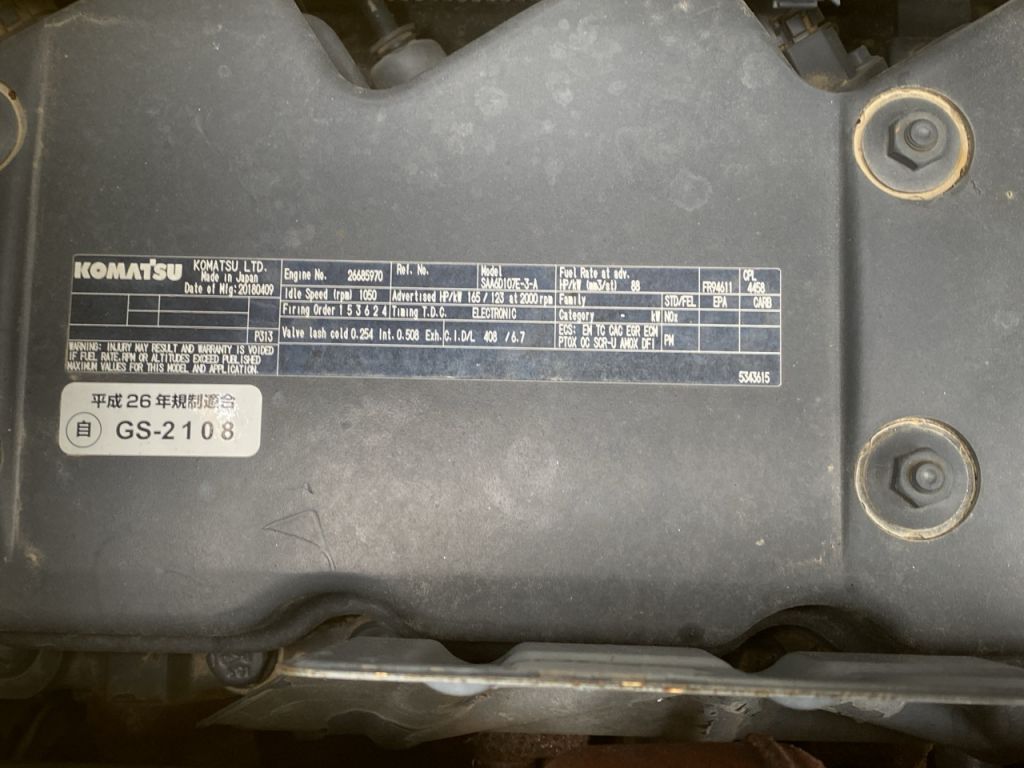 KOMATSU KOMATSU LTD.
Made in Japan
Date of Mfg:20180409
P313
WARNING: INJURY MAY RESULT AND WARRANTY IS VOIDED
IF FUEL RATE,RPM OR ALTITUDES EXCEED PUBLISHED
MAXIMUM VALUES FOR THIS MODEL AND APPLICATION.
Engine No. 26685970 Ref. No. Model SAA6D107E-3-A Fuel Rate at adv. HP/kW (mm3/st) 88 FR94611 CPL 4458
Idle Speed (rpm) 1050 Advertised HP/kW 165 / 123 at 2000 rpm Family STD/FEL EPA CARB
Firing Order 1 5 3 6 2 4 Timing T.D.C. ELECTRONIC Category - kW NOx
Valve lash cold 0.254 Int. 0.508 Exh. C.I.D/L 408 / 6.7 ECS: EM TC CAC EGR ECM PM
PTOX OC SCR-U AMOX DFI
5343615
平成26年規制適合
自 GS-2108